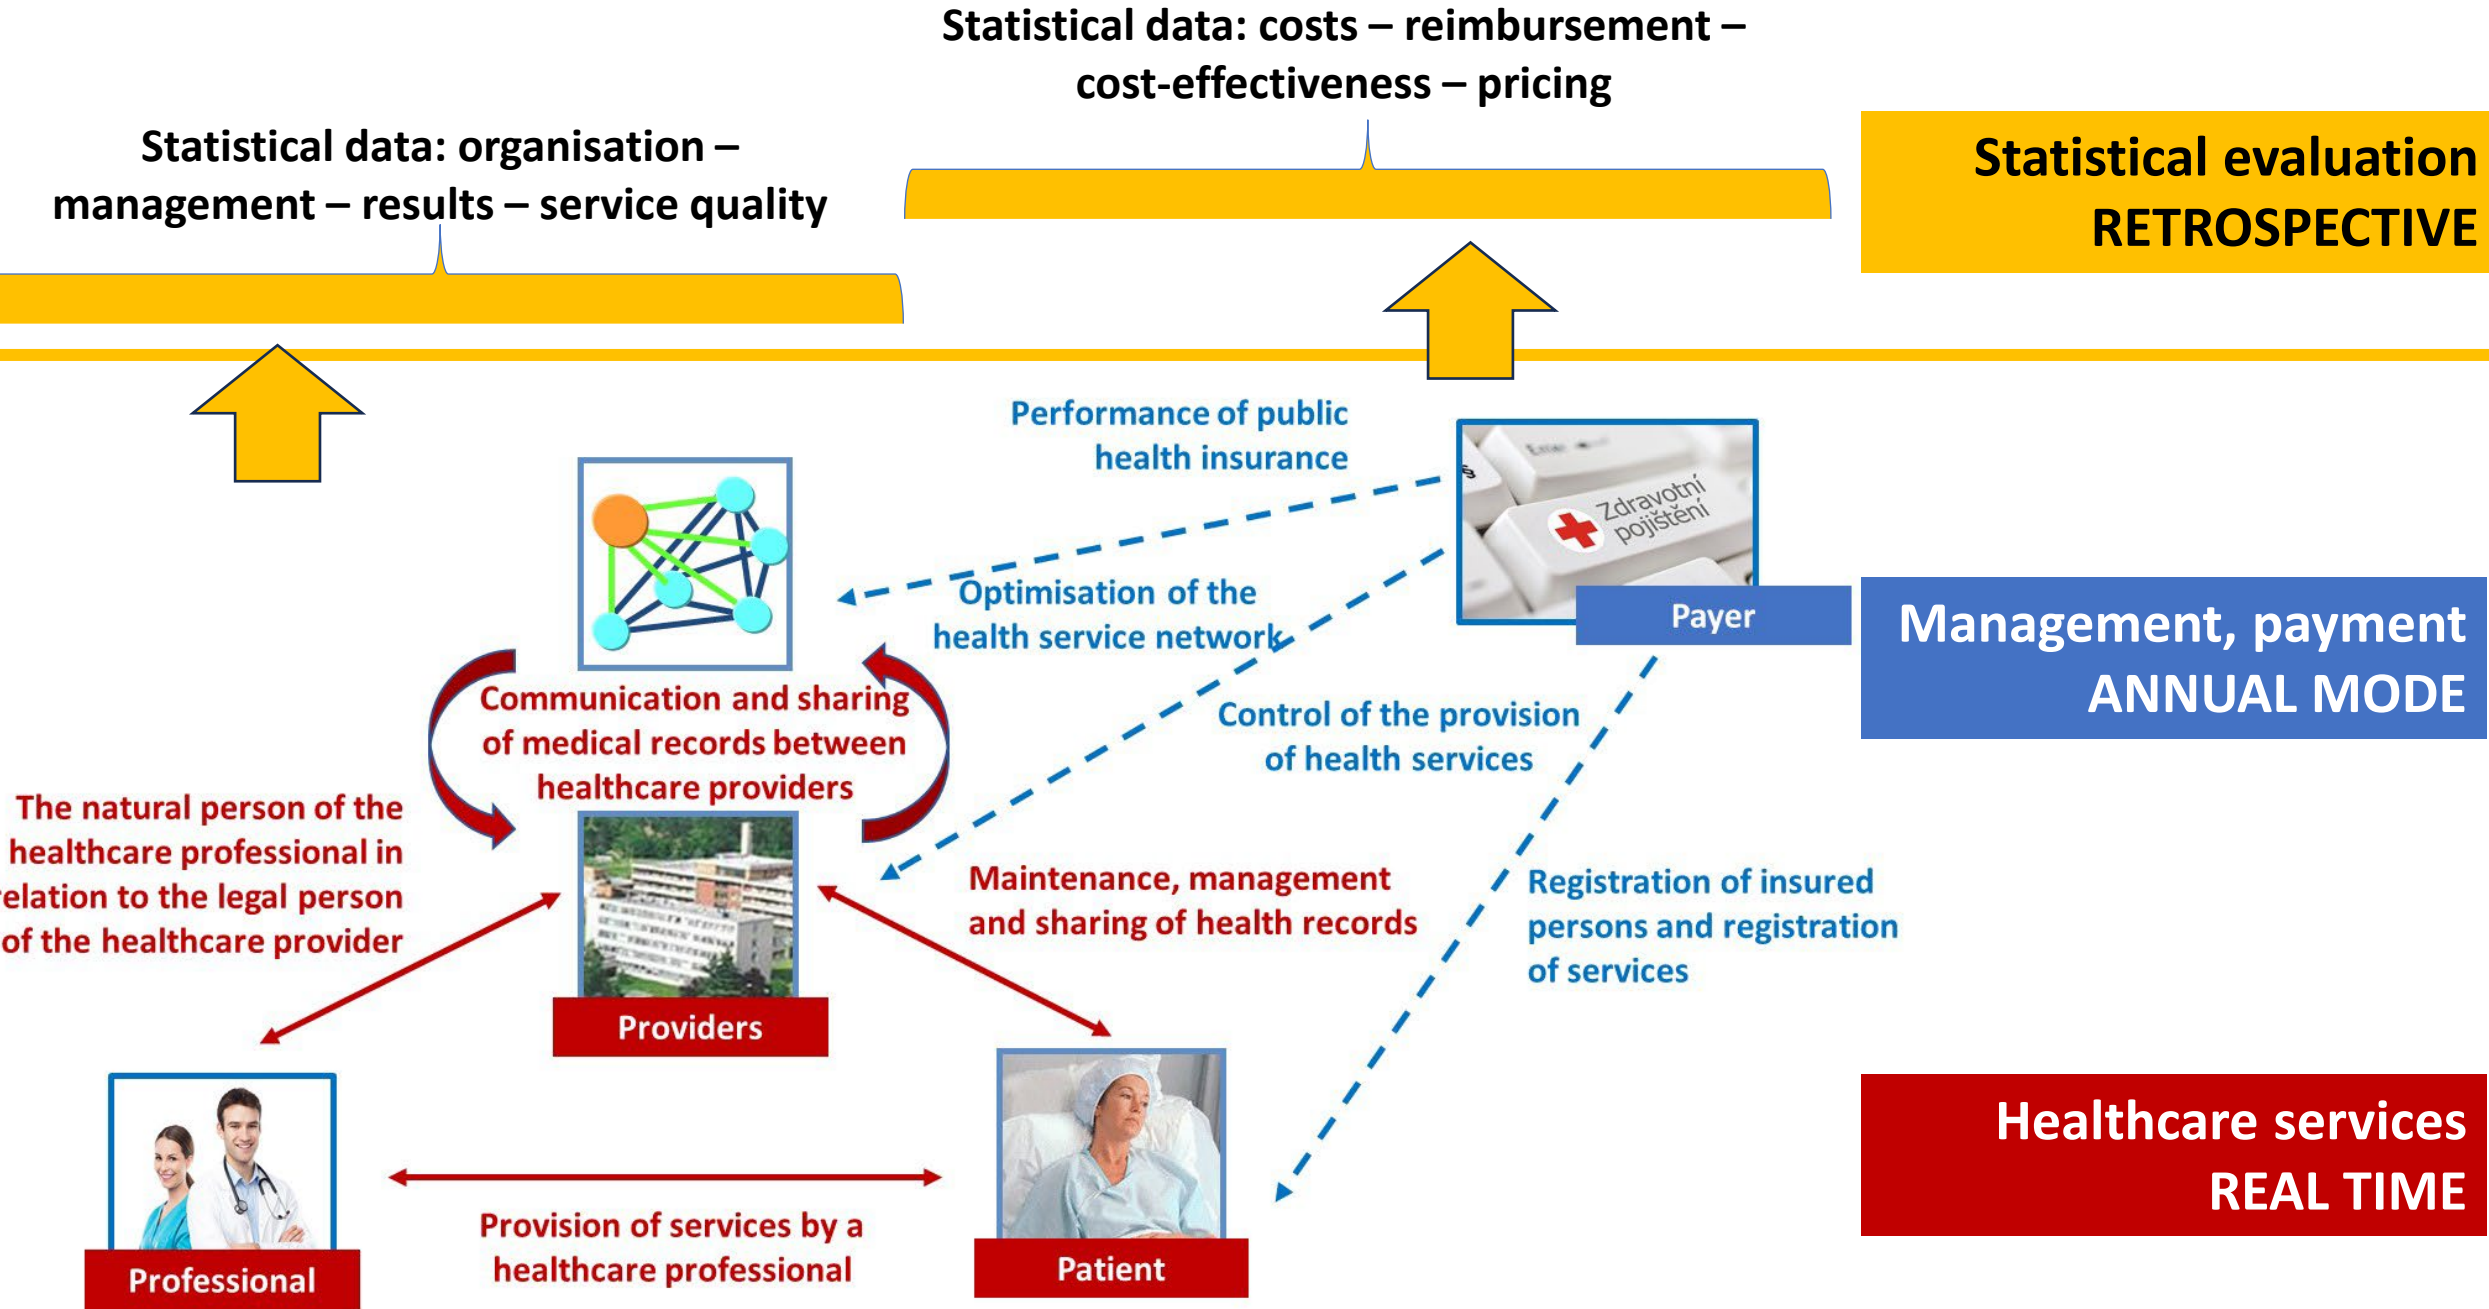 Statistical data: costs – reimbursement –
cost-effectiveness – pricing
Statistical data: organisation –
management – results – service quality
Statistical evaluation
RETROSPECTIVE
Performance of public
health insurance
Zdravotní
pojištění
§
Enter
Payer
Optimisation of the
health service network
Management, payment
ANNUAL MODE
Communication and sharing
of medical records between
healthcare providers
Control of the provision
of health services
The natural person of the
healthcare professional in
elation to the legal person
of the healthcare provider
Maintenance, management
and sharing of health records
Registration of insured
persons and registration
of services
Providers
Healthcare services
REAL TIME
Provision of services by a
healthcare professional
Professional
Patient